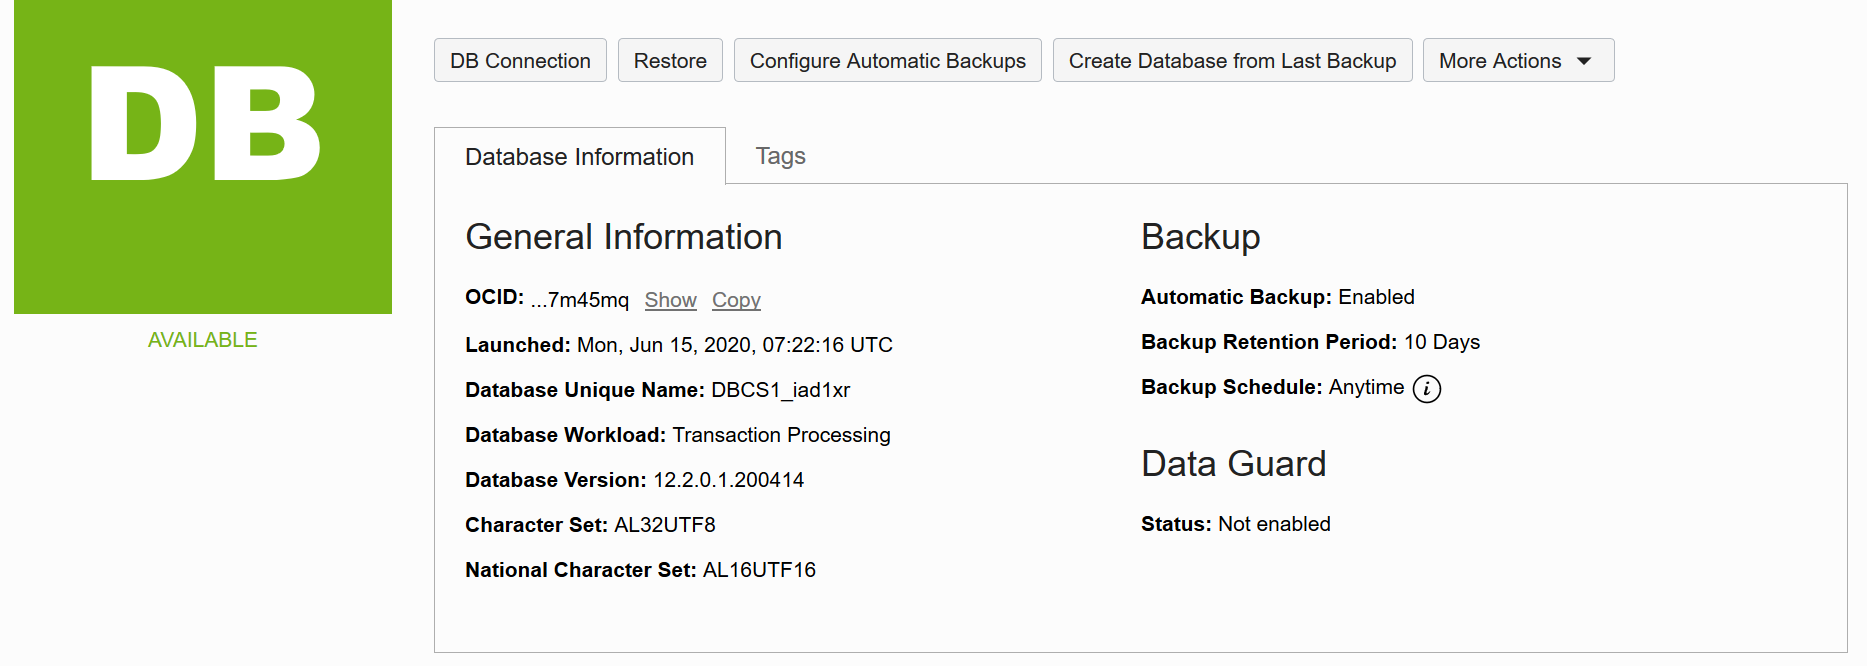 DB
AVAILABLE
DB Connection Restore Configure Automatic Backups Create Database from Last Backup More Actions
Database Information Tags
General Information
OCID: ...7m45mq Show Copy
Launched: Mon, Jun 15, 2020, 07:22:16 UTC
Database Unique Name: DBCS1_iad1xr
Database Workload: Transaction Processing
Database Version: 12.2.0.1.200414
Character Set: AL32UTF8
National Character Set: AL16UTF16
Backup
Automatic Backup: Enabled
Backup Retention Period: 10 Days
Backup Schedule: Anytime i
Data Guard
Status: Not enabled